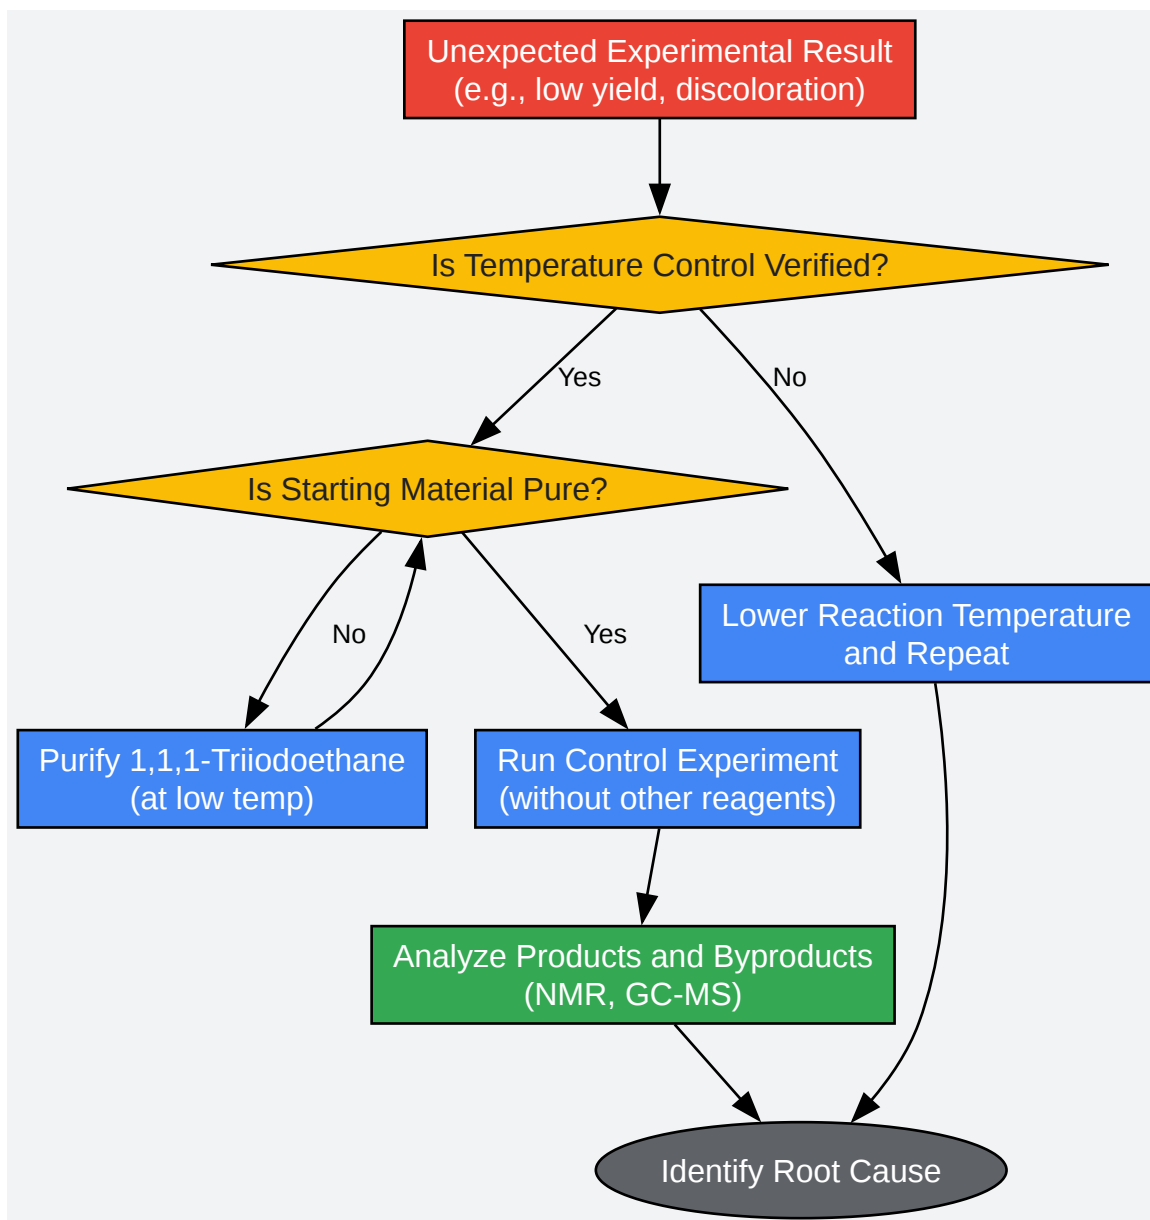 Unexpected Experimental Result
(e.g., low yield, discoloration)
Is Temperature Control Verified?
Yes
No
Is Starting Material Pure?
No
Yes
Lower Reaction Temperature
and Repeat
Purify 1,1,1-Triiodoethane
(at low temp)
Run Control Experiment
(without other reagents)
Analyze Products and Byproducts
(NMR, GC-MS)
Identify Root Cause